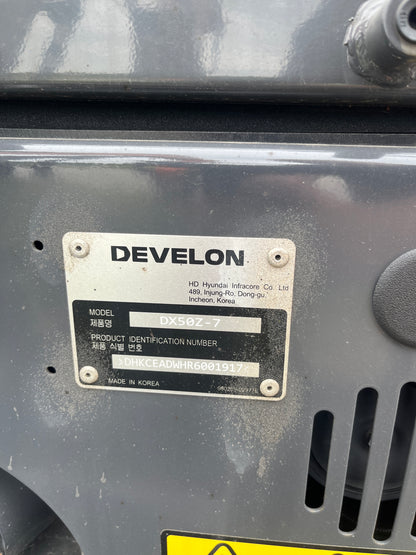 DEVELON
HD Hyundai Infracore Co. Ltd
489, Injung-Ro. Dong-gu.
Incheon, Korea
MODEL
제품명
DX50Z-7
PRODUCT IDENTIFICATION NUMBER
제품 식별 번호
DHKCEADWHR6001917
MADE IN KOREA